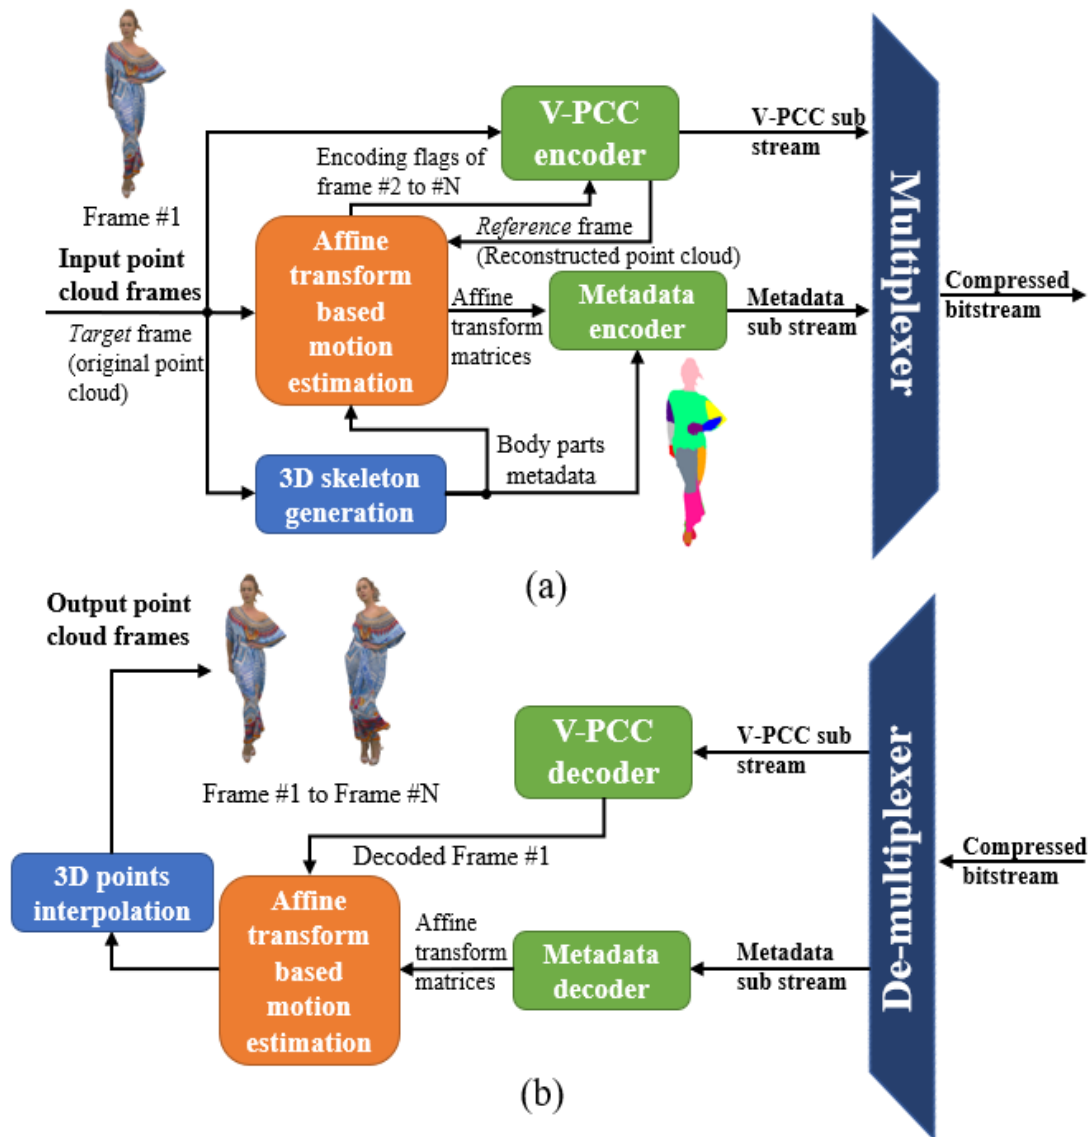 V-PCC
encoder
V-PCC sub
stream
Encoding flags of
frame #2 to #N
Frame #1
Reference frame
(Reconstructed point cloud)
Input point
cloud frames
Target frame
(original point
cloud)
Affine
transform
based
motion
estimation
Affine
transform
matrices
Metadata
encoder
Metadata
sub stream
Multiplexer
Compressed
bitstream
Body parts
metadata
3D skeleton
generation
(a)
Output point
cloud frames
Frame #1 to Frame #N
V-PCC
decoder
V-PCC sub
stream
De-multiplexer
Compressed
bitstream
Decoded Frame #1
3D points
interpolation
Affine
transform
based
motion
estimation
Affine
transform
matrices
Metadata
decoder
Metadata
sub stream
(b)